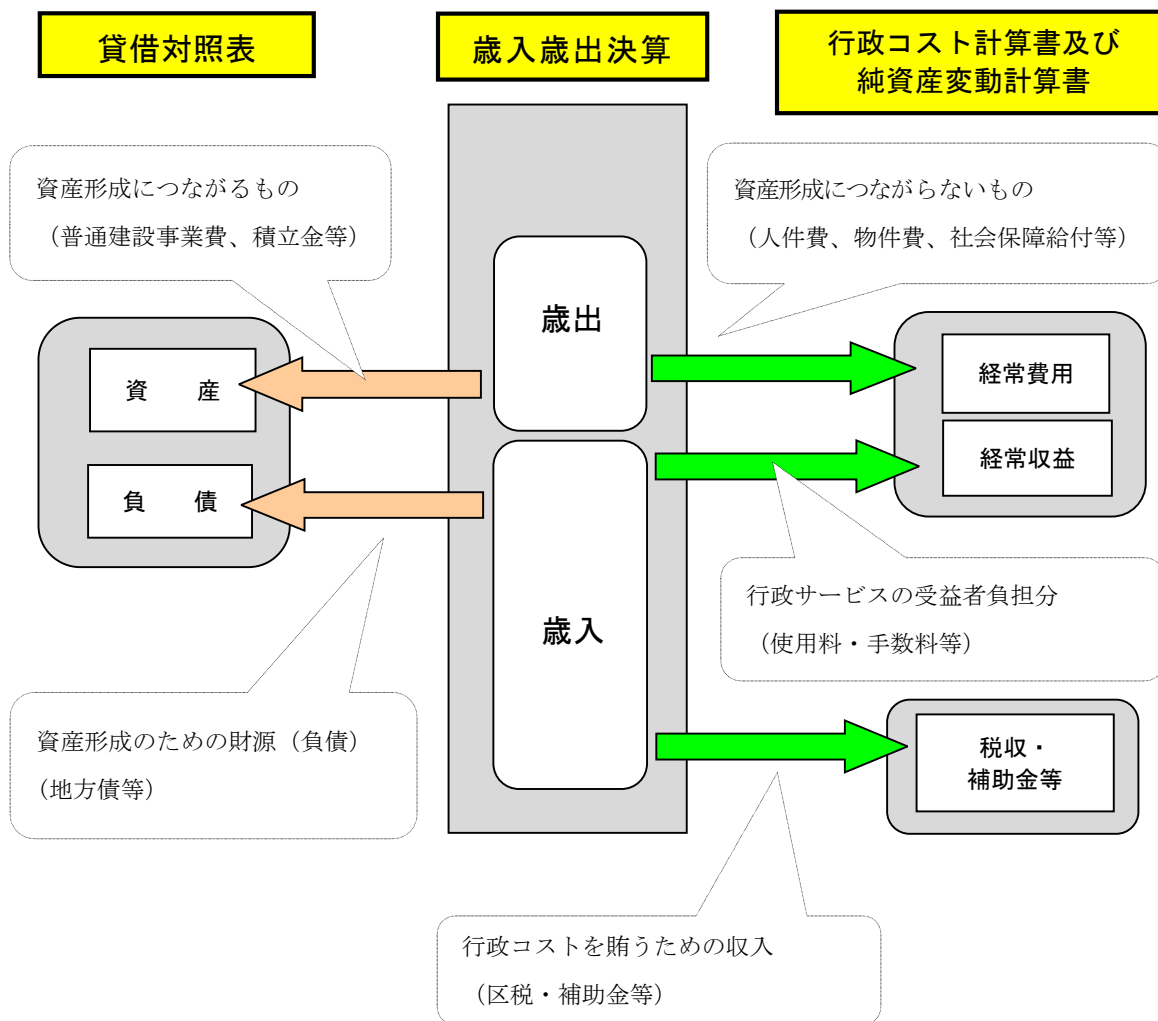 貸借対照表
歳入歳出決算
行政コスト計算書及び
純資産変動計算書
資産形成につながるもの
（普通建設事業費、積立金等）
資産形成につながらないもの
（人件費、物件費、社会保障給付等）
歳出
資　産
経常費用
経常収益
負　債
行政サービスの受益者負担分
（使用料・手数料等）
歳入
資産形成のための財源（負債）
（地方債等）
税収・
補助金等
行政コストを賄うための収入
（区税・補助金等）